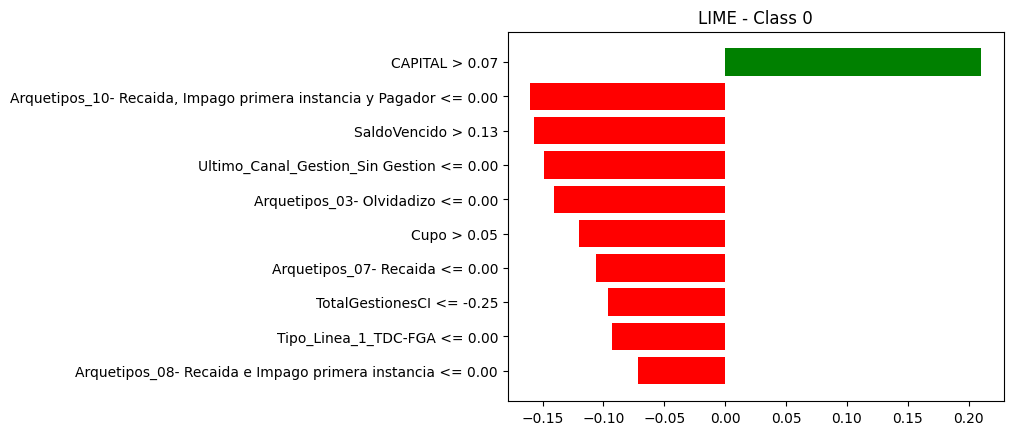 LIME - Class 0
CAPITAL > 0.07
Arquetipos_10- Recaida, Impago primera instancia y Pagador <= 0.00
SaldoVencido > 0.13
Ultimo_Canal_Gestion_Sin Gestion <= 0.00
Arquetipos_03- Olvidadizo <= 0.00
Cupo > 0.05
Arquetipos_07- Recaida <= 0.00
TotalGestionesCI <= -0.25
Tipo_Linea_1_TDC-FGA <= 0.00
Arquetipos_08- Recaida e Impago primera instancia <= 0.00
−0.15 −0.10 −0.05 0.00 0.05 0.10 0.15 0.20